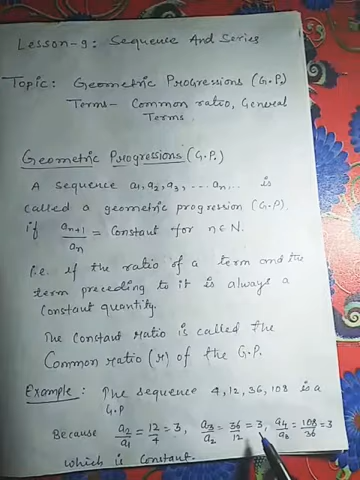 Lesson-9: Sequence And Series
Topic: Geometric Progressions (G.P.)
Terms- Common ratio, General
Terms.
Geometric Progressions (G.P.)
A sequence a₁, a₂, a₃, ... aₙ... is
called a geometric progression (G.P).
if aₙ₊₁/aₙ = Constant for n∈N.
i.e. if the ratio of a term and the
term preceding to it is always a
Constant quantity.
The Constant ratio is called the
Common ratio (r) of the G.P.
Example: The sequence 4, 12, 36, 108 is a
G.P
Because a₂/a₁ = 12/4 = 3, a₃/a₂ = 36/12 = 3, a₄/a₃ = 108/36 = 3
which is Constant.